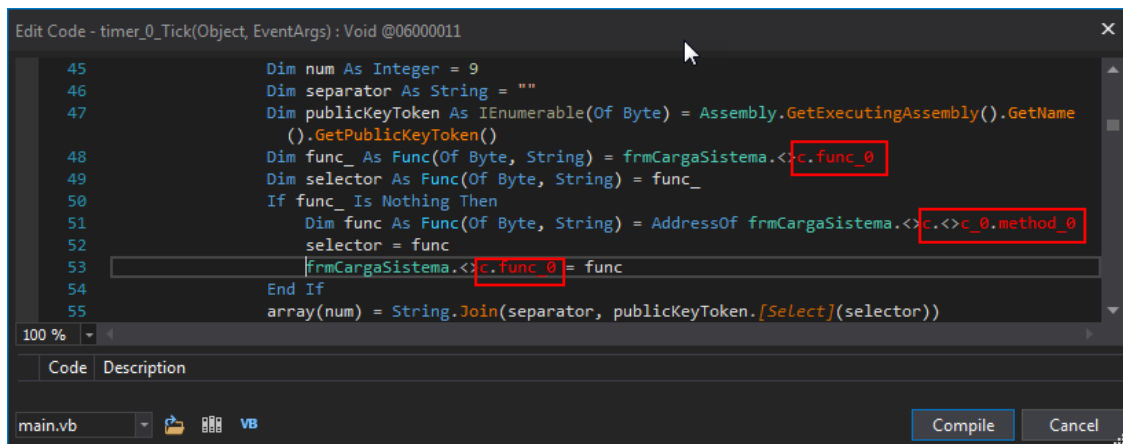 Edit Code - timer_0_Tick(Object, EventArgs) : Void @06000011
45 Dim num As Integer = 9
46 Dim separator As String = ""
47 Dim publicKeyToken As IEnumerable(Of Byte) = Assembly.GetExecutingAssembly().GetName
().GetPublicKeyToken()
48 Dim func_ As Func(Of Byte, String) = frmCargaSistema.<>c.func_0
49 Dim selector As Func(Of Byte, String) = func_
50 If func_ Is Nothing Then
51 Dim func As Func(Of Byte, String) = AddressOf frmCargaSistema.<>c.<>c_0.method_0
52 selector = func
53 frmCargaSistema.<>c.func_0 = func
54 End If
55 array(num) = String.Join(separator, publicKeyToken.[Select](selector))
100 %
Code Description
main.vb VB Compile Cancel